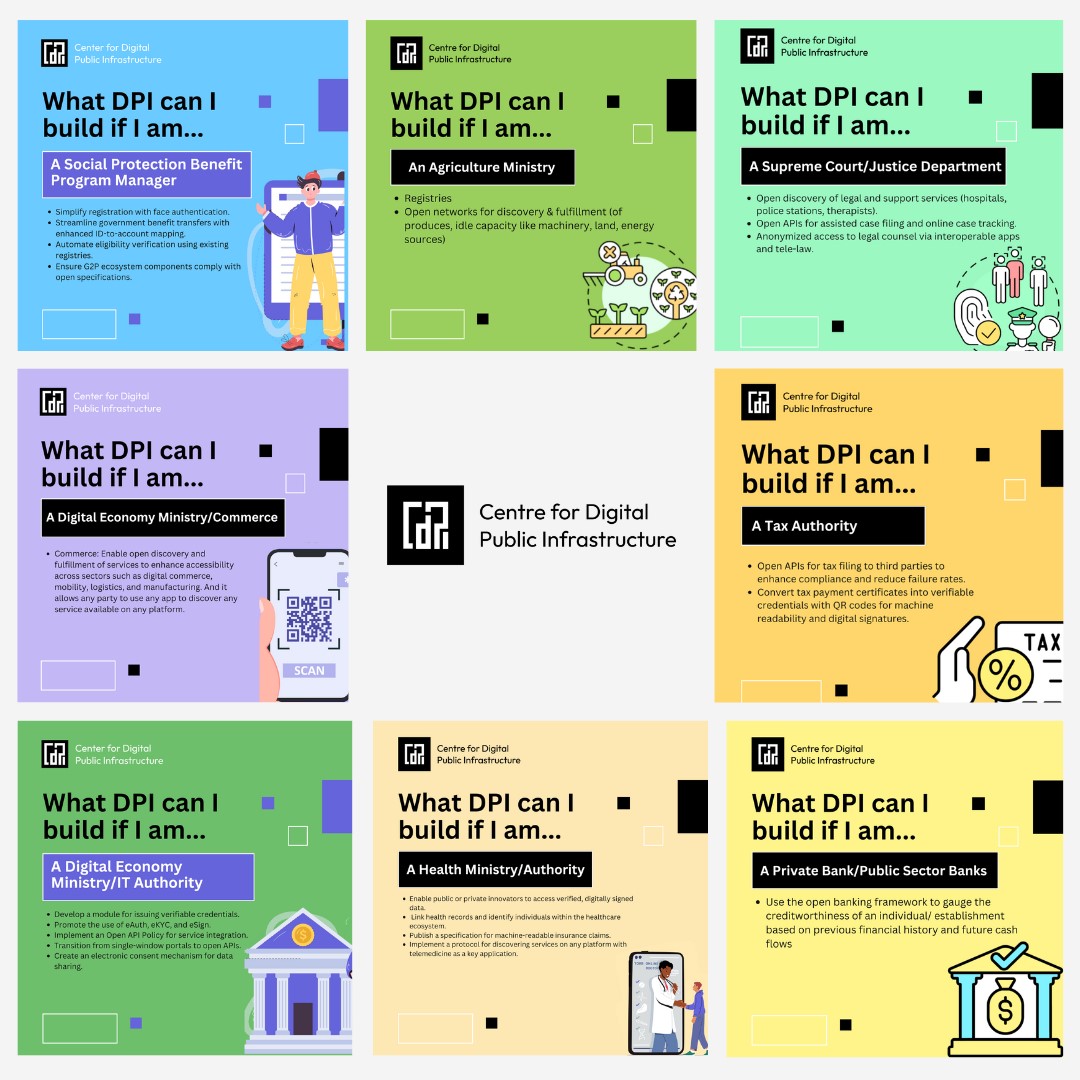 Center for Digital
Public Infrastructure
What DPI can I
build if I am...
A Social Protection Benefit
Program Manager
• Simplify registration with face authentication.
• Streamline government benefit transfers with
enhanced ID-to-account mapping.
• Automate eligibility verification using existing
registries.
• Ensure G2P ecosystem components comply with
open specifications.
Centre for Digital
Public Infrastructure
What DPI can I
build if I am...
An Agriculture Ministry
• Registries
• Open networks for discovery & fulfillment (of
produces, idle capacity like machinery, land, energy
sources)
Centre for Digital
Public Infrastructure
What DPI can I
build if I am...
A Supreme Court/Justice Department
• Open discovery of legal and support services (hospitals,
police stations, therapists).
• Open APIs for assisted case filing and online case tracking.
• Anonymized access to legal counsel via interoperable apps
and tele-law.
Center for Digital
Public Infrastructure
What DPI can I
build if I am...
A Digital Economy Ministry/Commerce
• Commerce: Enable open discovery and
fulfillment of services to enhance accessibility
across sectors such as digital commerce,
mobility, logistics, and manufacturing. And it
allows any party to use any app to discover any
service available on any platform.
SCAN
Centre for Digital
Public Infrastructure
Centre for Digital
Public Infrastructure
What DPI can I
build if I am...
A Tax Authority
• Open APIs for tax filing to third parties to
enhance compliance and reduce failure rates.
• Convert tax payment certificates into verifiable
credentials with QR codes for machine
readability and digital signatures.
TAX
%
Center for Digital
Public Infrastructure
What DPI can I
build if I am...
A Digital Economy
Ministry/IT Authority
• Develop a module for issuing verifiable credentials.
• Promote the use of eAuth, eKYC, and eSign.
• Implement an Open API Policy for service integration.
• Transition from single-window portals to open APIs.
• Create an electronic consent mechanism for data
sharing.
$
Centre for Digital
Public Infrastructure
What DPI can I
build if I am...
A Health Ministry/Authority
• Enable public or private innovators to access verified, digitally signed
data.
• Link health records and identify individuals within the healthcare
ecosystem.
• Publish a specification for machine-readable insurance claims.
• Implement a protocol for discovering services on any platform with
telemedicine as a key application.
Centre for Digital
Public Infrastructure
What DPI can I
build if I am...
A Private Bank/Public Sector Banks
• Use the open banking framework to gauge the
creditworthiness of an individual/ establishment
based on previous financial history and future cash
flows
$